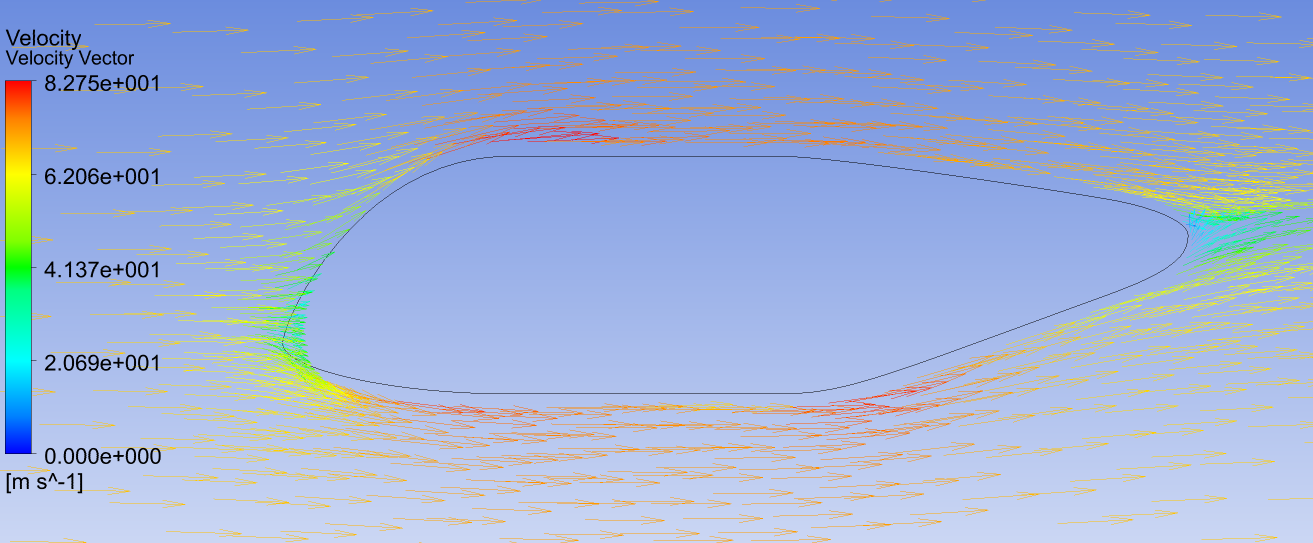 Velocity
Velocity Vector
8.275e+001
6.206e+001
4.137e+001
2.069e+001
0.000e+000
[m s^-1]